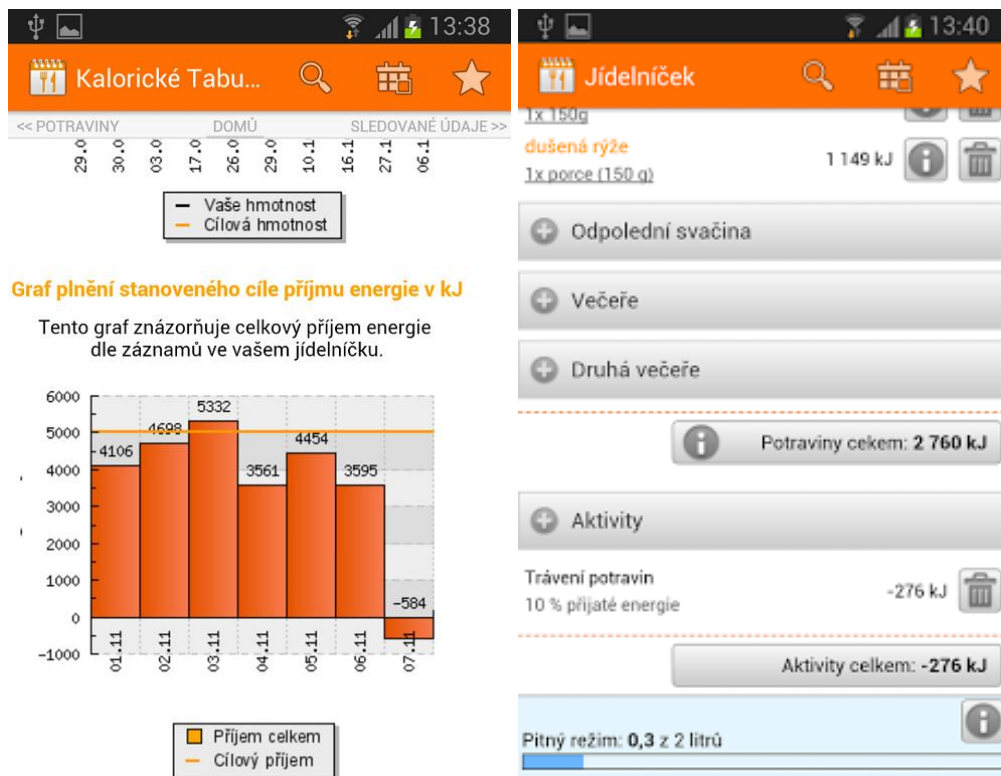 13:38
Kalorické Tabu...
<< POTRAVINY DOMŮ SLEDOVANÉ ÚDAJE >>
29.0 30.0 03.0 17.0 26.0 29.0 10.1 16.1 27.1 06.1
Vaše hmotnost
Cílová hmotnost
Graf plnění stanoveného cíle příjmu energie v kJ
Tento graf znázorňuje celkový příjem energie
dle záznamů ve vašem jídelníčku.
6000
5000
4000
3000
2000
1000
0
-1000
4106 4698 5332 3561 4454 3595 -584
01.11 02.11 03.11 04.11 05.11 06.11 07.11
Příjem celkem
Cílový příjem
13:40
Jídelníček
1x 150g
dušená rýže
1x porce (150 g)
1 149 kJ
Odpolední svačina
Večeře
Druhá večeře
Potraviny celkem: 2 760 kJ
Aktivity
Trávení potravin
10 % přijaté energie
-276 kJ
Aktivity celkem: -276 kJ
Pitný režim: 0,3 z 2 litrů